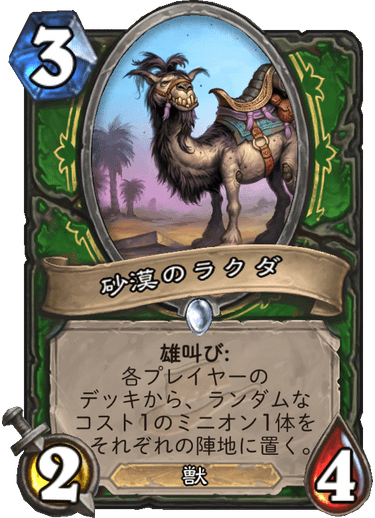 3
砂漠のラクダ
雄叫び:
各プレイヤーの
デッキから、ランダムな
コスト1のミニオン1体を
それぞれの陣地に置く。
獣
2
4